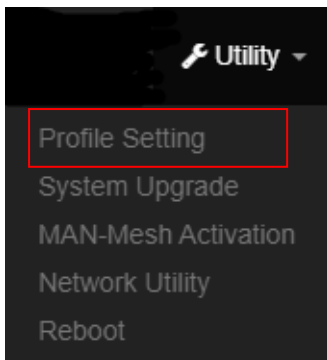 Utility
Profile Setting
System Upgrade
MAN-Mesh Activation
Network Utility
Reboot